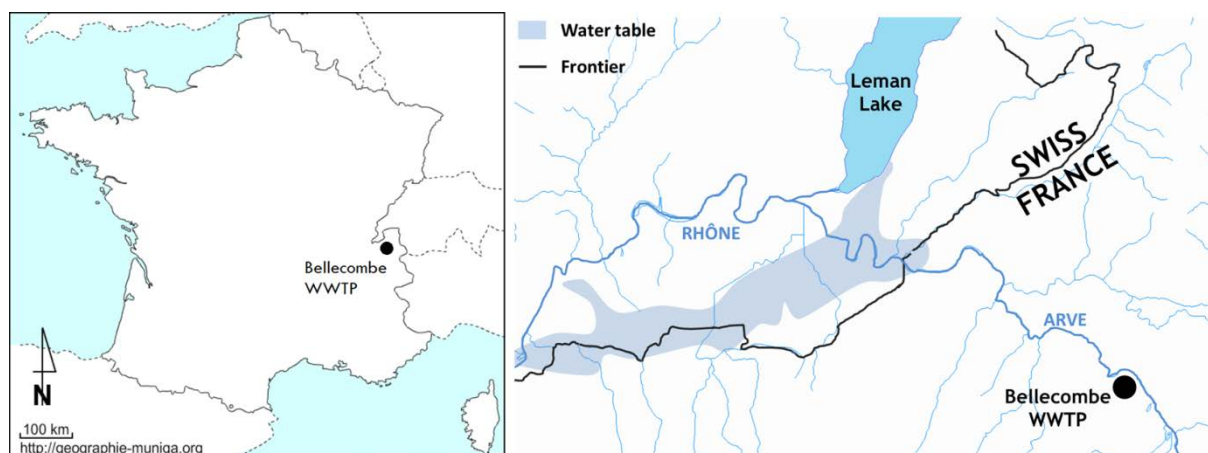 Bellecombe
WWTP
N
100 km
http://geographie-muniga.org
Water table
Frontier
Leman
Lake
SWISS
FRANCE
RHÔNE
ARVE
Bellecombe
WWTP